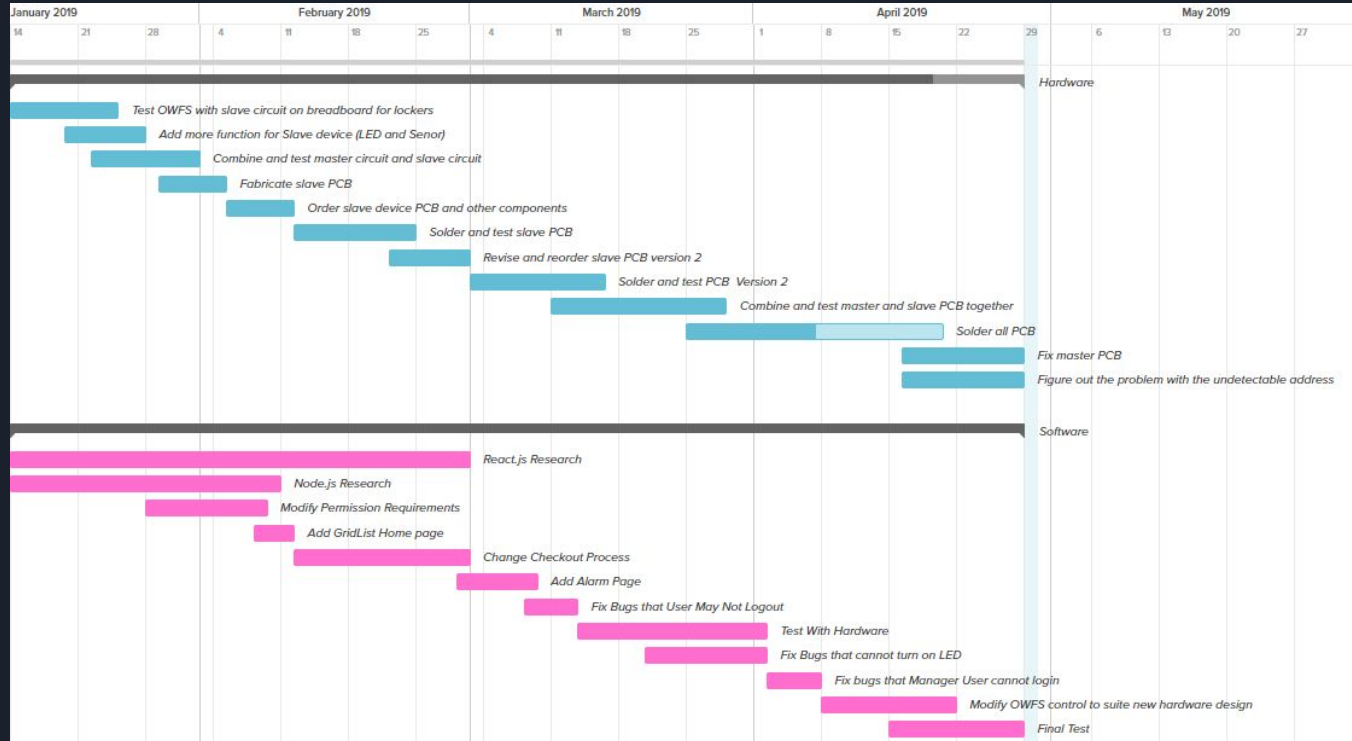 January 2019 February 2019 March 2019 April 2019 May 2019
14 21 28 4 11 18 25 4 11 18 25 1 8 15 22 29 6 13 20 27
Hardware
Test OWFS with slave circuit on breadboard for lockers
Add more function for Slave device (LED and Senor)
Combine and test master circuit and slave circuit
Fabricate slave PCB
Order slave device PCB and other components
Solder and test slave PCB
Revise and reorder slave PCB version 2
Solder and test PCB Version 2
Combine and test master and slave PCB together
Solder all PCB
Fix master PCB
Figure out the problem with the undetectable address
Software
React.js Research
Node.js Research
Modify Permission Requirements
Add GridList Home page
Change Checkout Process
Add Alarm Page
Fix Bugs that User May Not Logout
Test With Hardware
Fix Bugs that cannot turn on LED
Fix bugs that Manager User cannot login
Modify OWFS control to suite new hardware design
Final Test